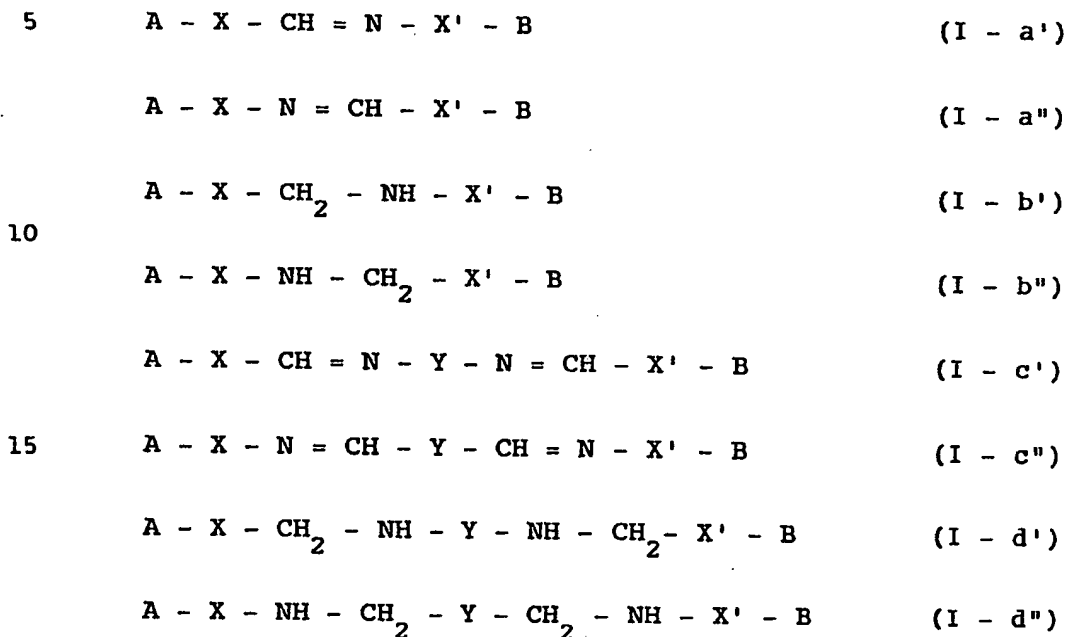 5 A - X - CH = N - X' - B (I - a')
A - X - N = CH - X' - B (I - a")
A - X - CH2 - NH - X' - B (I - b')
10
A - X - NH - CH2 - X' - B (I - b")
A - X - CH = N - Y - N = CH - X' - B (I - c')
15 A - X - N = CH - Y - CH = N - X' - B (I - c")
A - X - CH2 - NH - Y - NH - CH2- X' - B (I - d')
A - X - NH - CH2 - Y - CH2 - NH - X' - B (I - d")